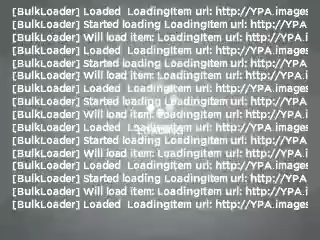 [BulkLoader] Loaded LoadingItem url: http://YPA.images
[BulkLoader] Started loading LoadingItem url: http://YPA
[BulkLoader] Will load item: LoadingItem url: http://YPA.i
[BulkLoader] Loaded LoadingItem url: http://YPA.images
[BulkLoader] Started loading LoadingItem url: http://YPA
[BulkLoader] Will load item: LoadingItem url: http://YPA.i
[BulkLoader] Loaded LoadingItem url: http://YPA.images
[BulkLoader] Started loading LoadingItem url: http://YPA
[BulkLoader] Will load item: LoadingItem url: http://YPA.i
[BulkLoader] Loaded LoadingItem url: http://YPA.images
[BulkLoader] Started loading LoadingItem url: http://YPA
[BulkLoader] Will load item: LoadingItem url: http://YPA.i
[BulkLoader] Loaded LoadingItem url: http://YPA.images
[BulkLoader] Started loading LoadingItem url: http://YPA
[BulkLoader] Will load item: LoadingItem url: http://YPA.i
[BulkLoader] Loaded LoadingItem url: http://YPA.images